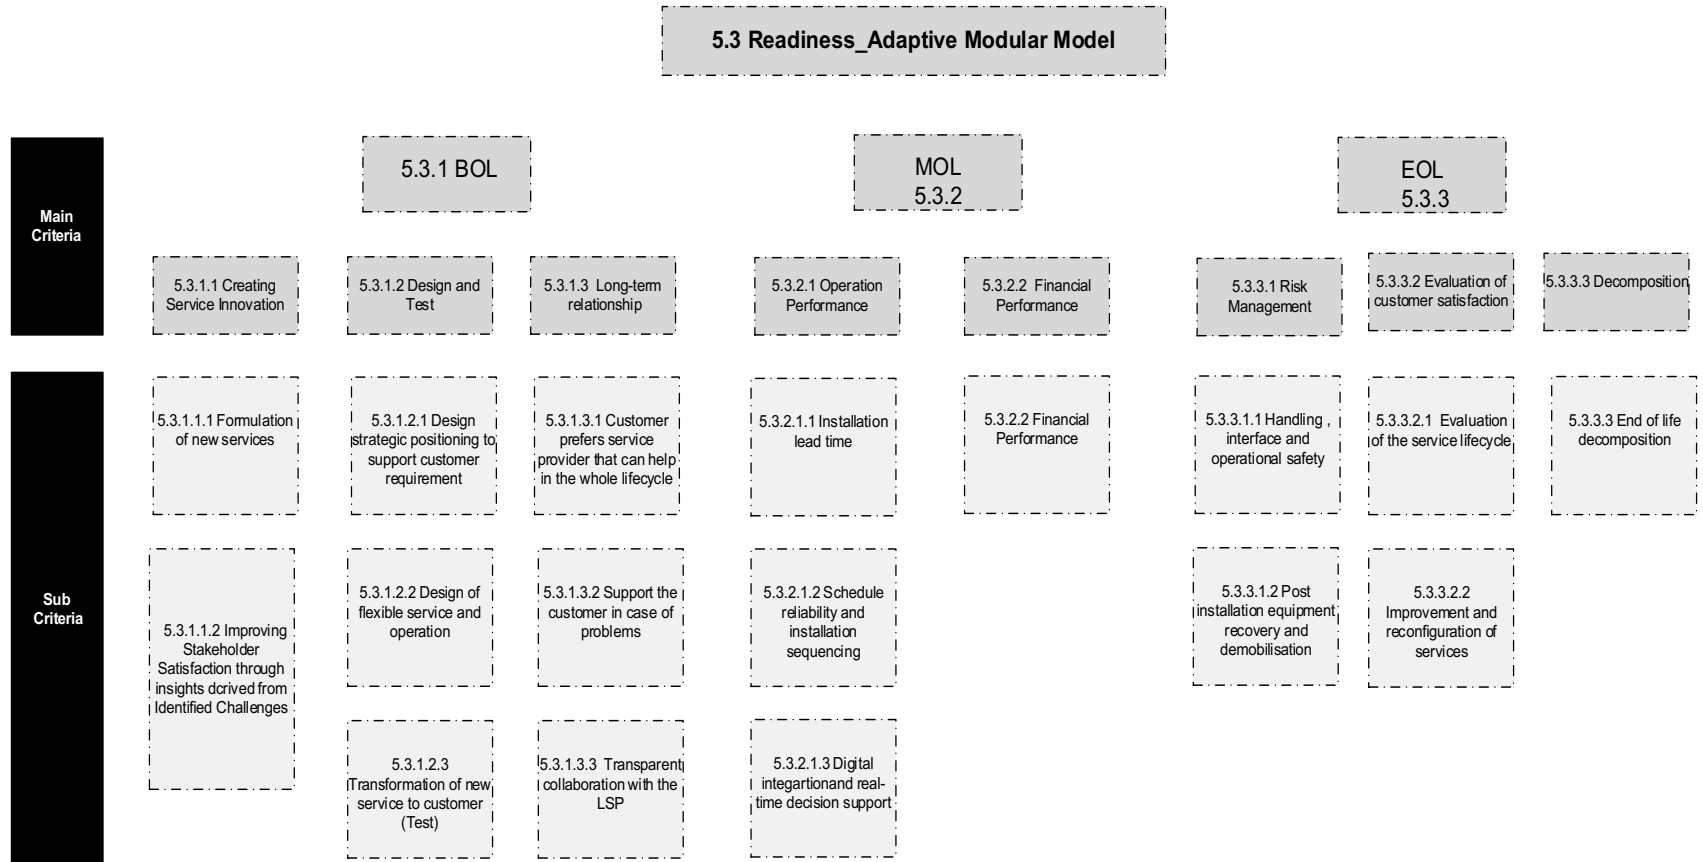 5.3 Readiness_Adaptive Modular Model
Main
Criteria
5.3.1 BOL
MOL
5.3.2
EOL
5.3.3
5.3.1.1 Creating
Service Innovation
5.3.1.2 Design and
Test
5.3.1.3 Long-term
relationship
5.3.2.1 Operation
Performance
5.3.2.2 Financial
Performance
5.3.3.1 Risk
Management
5.3.3.2 Evaluation of
customer satisfaction
5.3.3.3 Decomposition
Sub
Criteria
5.3.1.1.1 Formulation
of new services
5.3.1.2.1 Design
strategic positioning to
support customer
requirement
5.3.1.3.1 Customer
prefers service
provider that can help
in the whole lifecycle
5.3.2.1.1 Installation
lead time
5.3.2.2 Financial
Performance
5.3.3.1.1 Handling ,
interface and
operational safety
5.3.3.2.1 Evaluation
of the service lifecycle
5.3.3.3 End of life
decomposition
5.3.1.1.2 Improving
Stakeholder
Satisfaction through
insights dcrived from
Identified Challenges
5.3.1.2.2 Design of
flexible service and
operation
5.3.1.3.2 Support the
customer in case of
problems
5.3.2.1.2 Schedule
reliability and
installation
sequencing
5.3.3.1.2 Post
installation equipment
recovery and
demobilisation
5.3.3.2.2
Improvement and
reconfiguration of
services
5.3.1.2.3
Transformation of new
service to customer
(Test)
5.3.1.3.3 Transparent
collaboration with the
LSP
5.3.2.1.3 Digital
integartionand real-
time decision support